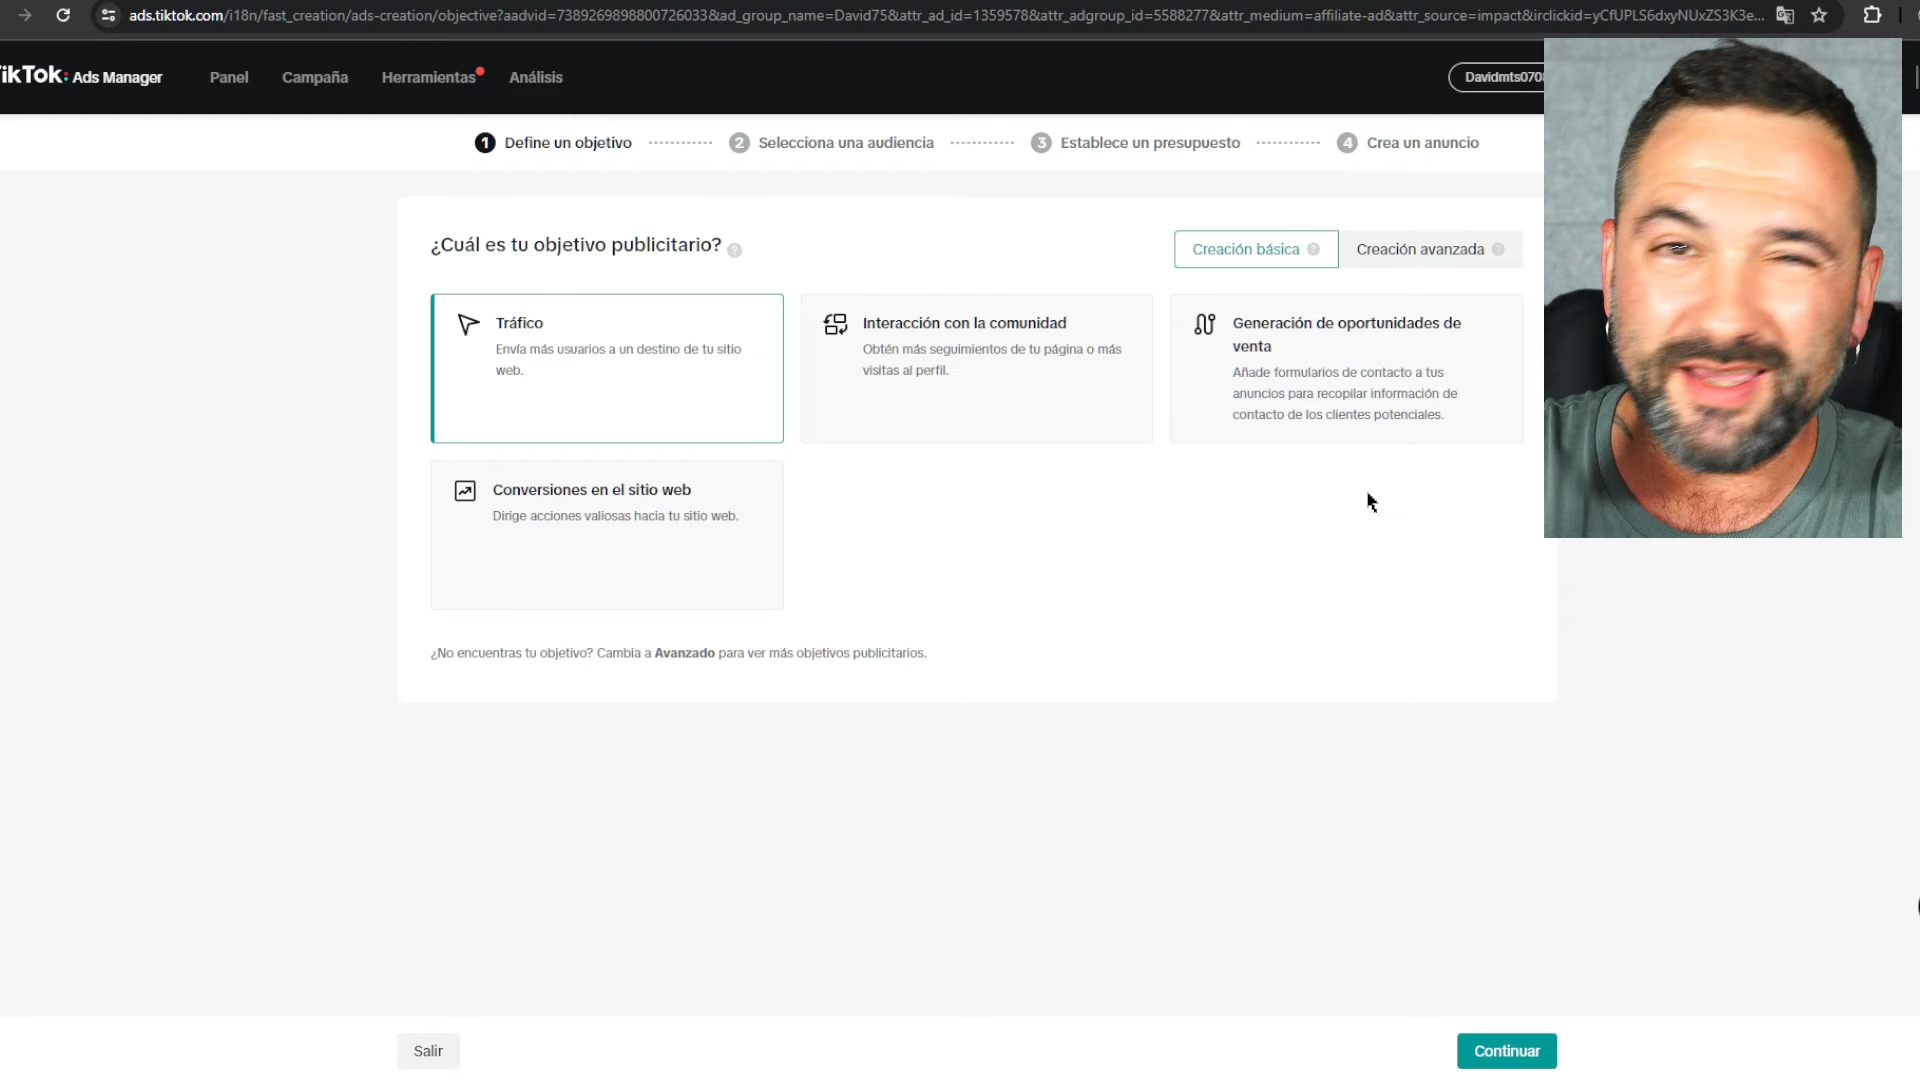 ads.tiktok.com/i18n/fast_creation/ads-creation/objective?aadvid=7389269898800726033&ad_group_name=David75&attr_ad_id=1359578&attr_adgroup_id=5588277&attr_medium=affiliate-ad&attr_source=impact&irclickid=yCfUPLS6dxyNUxZS3K3e...
ikTok: Ads Manager
Panel
Campaña
Herramientas
Análisis
Davidmts070
1 Define un objetivo
2 Selecciona una audiencia
3 Establece un presupuesto
4 Crea un anuncio
¿Cuál es tu objetivo publicitario? ?
Creación básica ?
Creación avanzada ?
Tráfico
Envía más usuarios a un destino de tu sitio
web.
Interacción con la comunidad
Obtén más seguimientos de tu página o más
visitas al perfil.
Generación de oportunidades de
venta
Añade formularios de contacto a tus
anuncios para recopilar información de
contacto de los clientes potenciales.
Conversiones en el sitio web
Dirige acciones valiosas hacia tu sitio web.
¿No encuentras tu objetivo? Cambia a Avanzado para ver más objetivos publicitarios.
Salir
Continuar